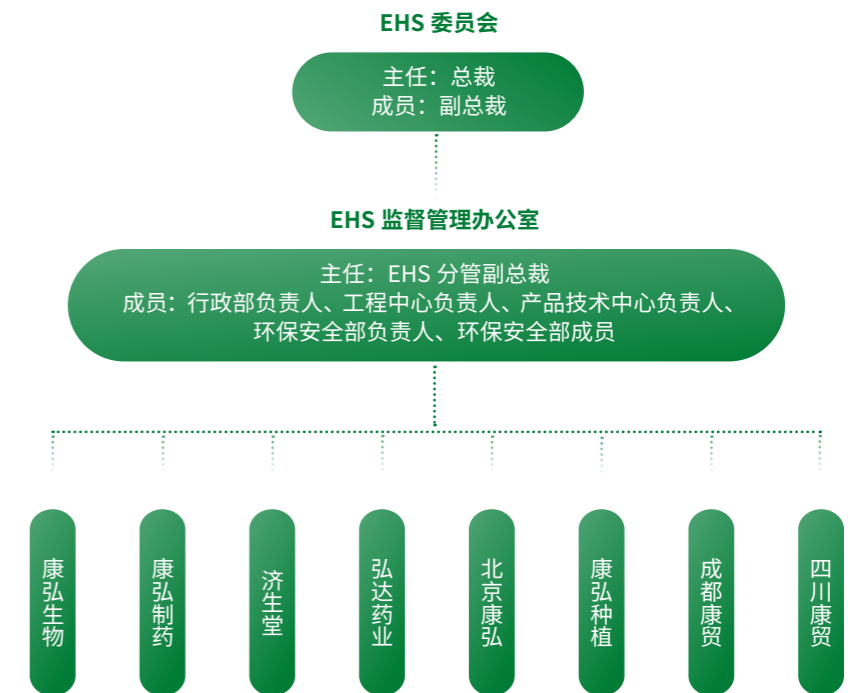 EHS 委员会
主任：总裁
成员：副总裁
EHS 监督管理办公室
主任：EHS 分管副总裁
成员：行政部负责人、工程中心负责人、产品技术中心负责人、
环保安全部负责人、环保安全部成员
康弘生物
康弘制药
济生堂
弘达药业
北京康弘
康弘种植
成都康贸
四川康贸